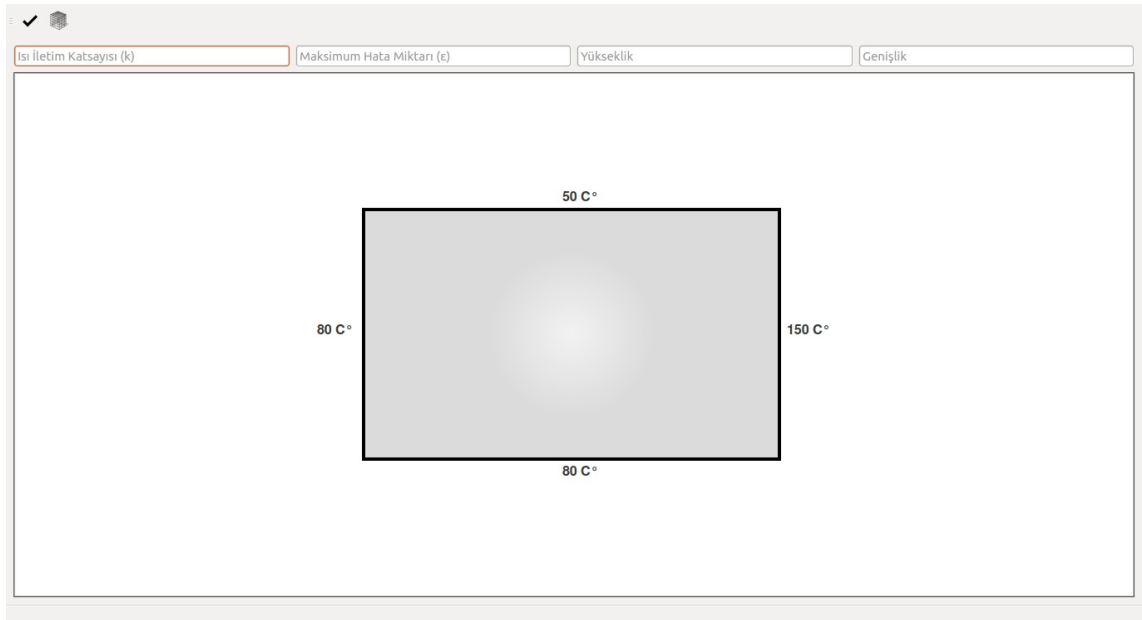 Isı İletim Katsayısı (k) Maksimum Hata Miktarı (ε) Yükseklik Genişlik
50 C°
80 C° 150 C°
80 C°